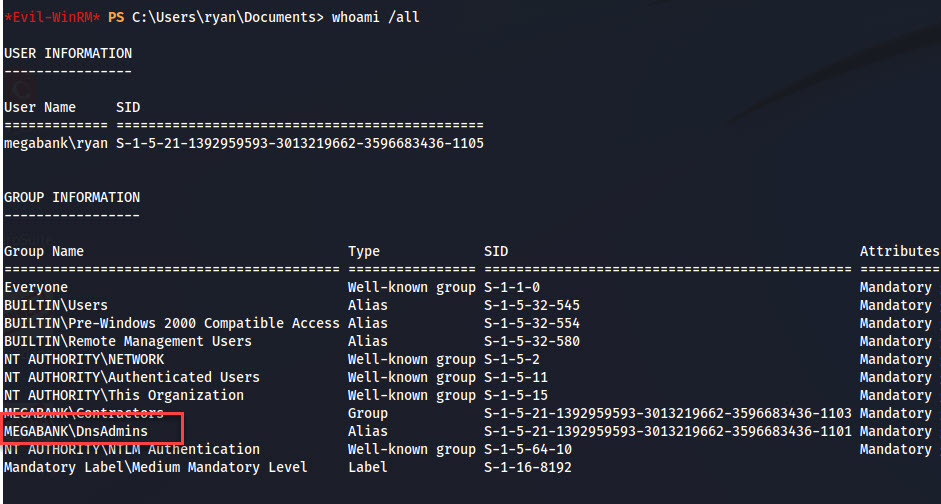 *Evil-WinRM* PS C:\Users\ryan\Documents> whoami /all
USER INFORMATION
----------------
User Name     SID
============= ==============================================
megabank\ryan S-1-5-21-1392959593-3013219662-3596683436-1105
GROUP INFORMATION
-----------------
Group Name                                 Type             SID                                            Attributes
========================================== ================ ============================================== ==========
Everyone                                   Well-known group S-1-1-0                                        Mandatory
BUILTIN\Users                              Alias            S-1-5-32-545                                   Mandatory
BUILTIN\Pre-Windows 2000 Compatible Access Alias            S-1-5-32-554                                   Mandatory
BUILTIN\Remote Management Users            Alias            S-1-5-32-580                                   Mandatory
NT AUTHORITY\NETWORK                       Well-known group S-1-5-2                                        Mandatory
NT AUTHORITY\Authenticated Users           Well-known group S-1-5-11                                       Mandatory
NT AUTHORITY\This Organization             Well-known group S-1-5-15                                       Mandatory
MEGABANK\Contractors                       Group            S-1-5-21-1392959593-3013219662-3596683436-1103 Mandatory
MEGABANK\DnsAdmins                         Alias            S-1-5-21-1392959593-3013219662-3596683436-1101 Mandatory
NT AUTHORITY\NTLM Authentication           Well-known group S-1-5-64-10                                    Mandatory
Mandatory Label\Medium Mandatory Level     Label            S-1-16-8192